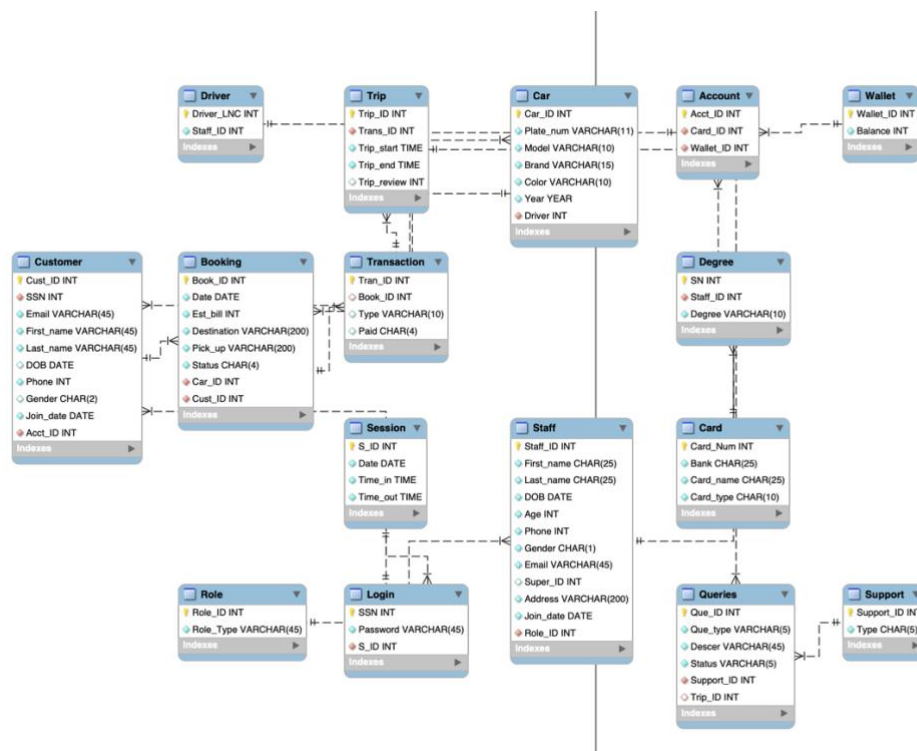 Driver
Driver_LNC INT
Staff_ID INT
Indexes
Trip
Trip_ID INT
Trans_ID INT
Trip_start TIME
Trip_end TIME
Trip_review INT
Indexes
Car
Car_ID INT
Plate_num VARCHAR(11)
Model VARCHAR(10)
Brand VARCHAR(15)
Color VARCHAR(10)
Year YEAR
Driver INT
Indexes
Account
Acct_ID INT
Card_ID INT
Wallet_ID INT
Indexes
Wallet
Wallet_ID INT
Balance INT
Indexes
Customer
Cust_ID INT
SSN INT
Email VARCHAR(45)
First_name VARCHAR(45)
Last_name VARCHAR(45)
DOB DATE
Phone INT
Gender CHAR(2)
Join_date DATE
Acct_ID INT
Indexes
Booking
Book_ID INT
Date DATE
Est_bill INT
Destination VARCHAR(200)
Pick_up VARCHAR(200)
Status CHAR(4)
Car_ID INT
Cust_ID INT
Indexes
Transaction
Tran_ID INT
Book_ID INT
Type VARCHAR(10)
Paid CHAR(4)
Indexes
Degree
SN INT
Staff_ID INT
Degree VARCHAR(10)
Indexes
Session
S_ID INT
Date DATE
Time_in TIME
Time_out TIME
Indexes
Staff
Staff_ID INT
First_name CHAR(25)
Last_name CHAR(25)
DOB DATE
Age INT
Phone INT
Gender CHAR(1)
Email VARCHAR(45)
Super_ID INT
Address VARCHAR(200)
Join_date DATE
Role_ID INT
Indexes
Card
Card_Num INT
Bank CHAR(25)
Card_name CHAR(25)
Card_type CHAR(10)
Indexes
Role
Role_ID INT
Role_Type VARCHAR(45)
Indexes
Login
SSN INT
Password VARCHAR(45)
S_ID INT
Indexes
Queries
Que_ID INT
Que_type VARCHAR(5)
Descer VARCHAR(45)
Status VARCHAR(5)
Support_ID INT
Trip_ID INT
Indexes
Support
Support_ID INT
Type CHAR(5)
Indexes